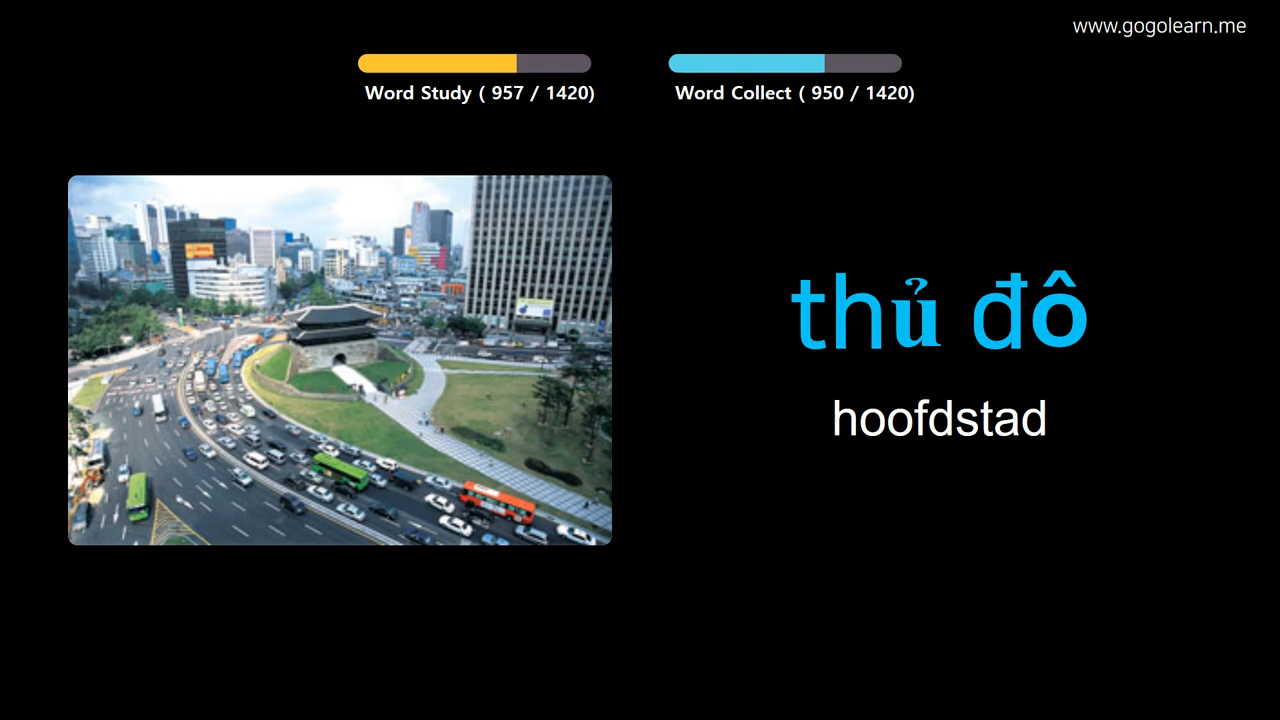 www.gogolearn.me
Word Study ( 957 / 1420)
Word Collect ( 950 / 1420)
thủ đô
hoofdstad